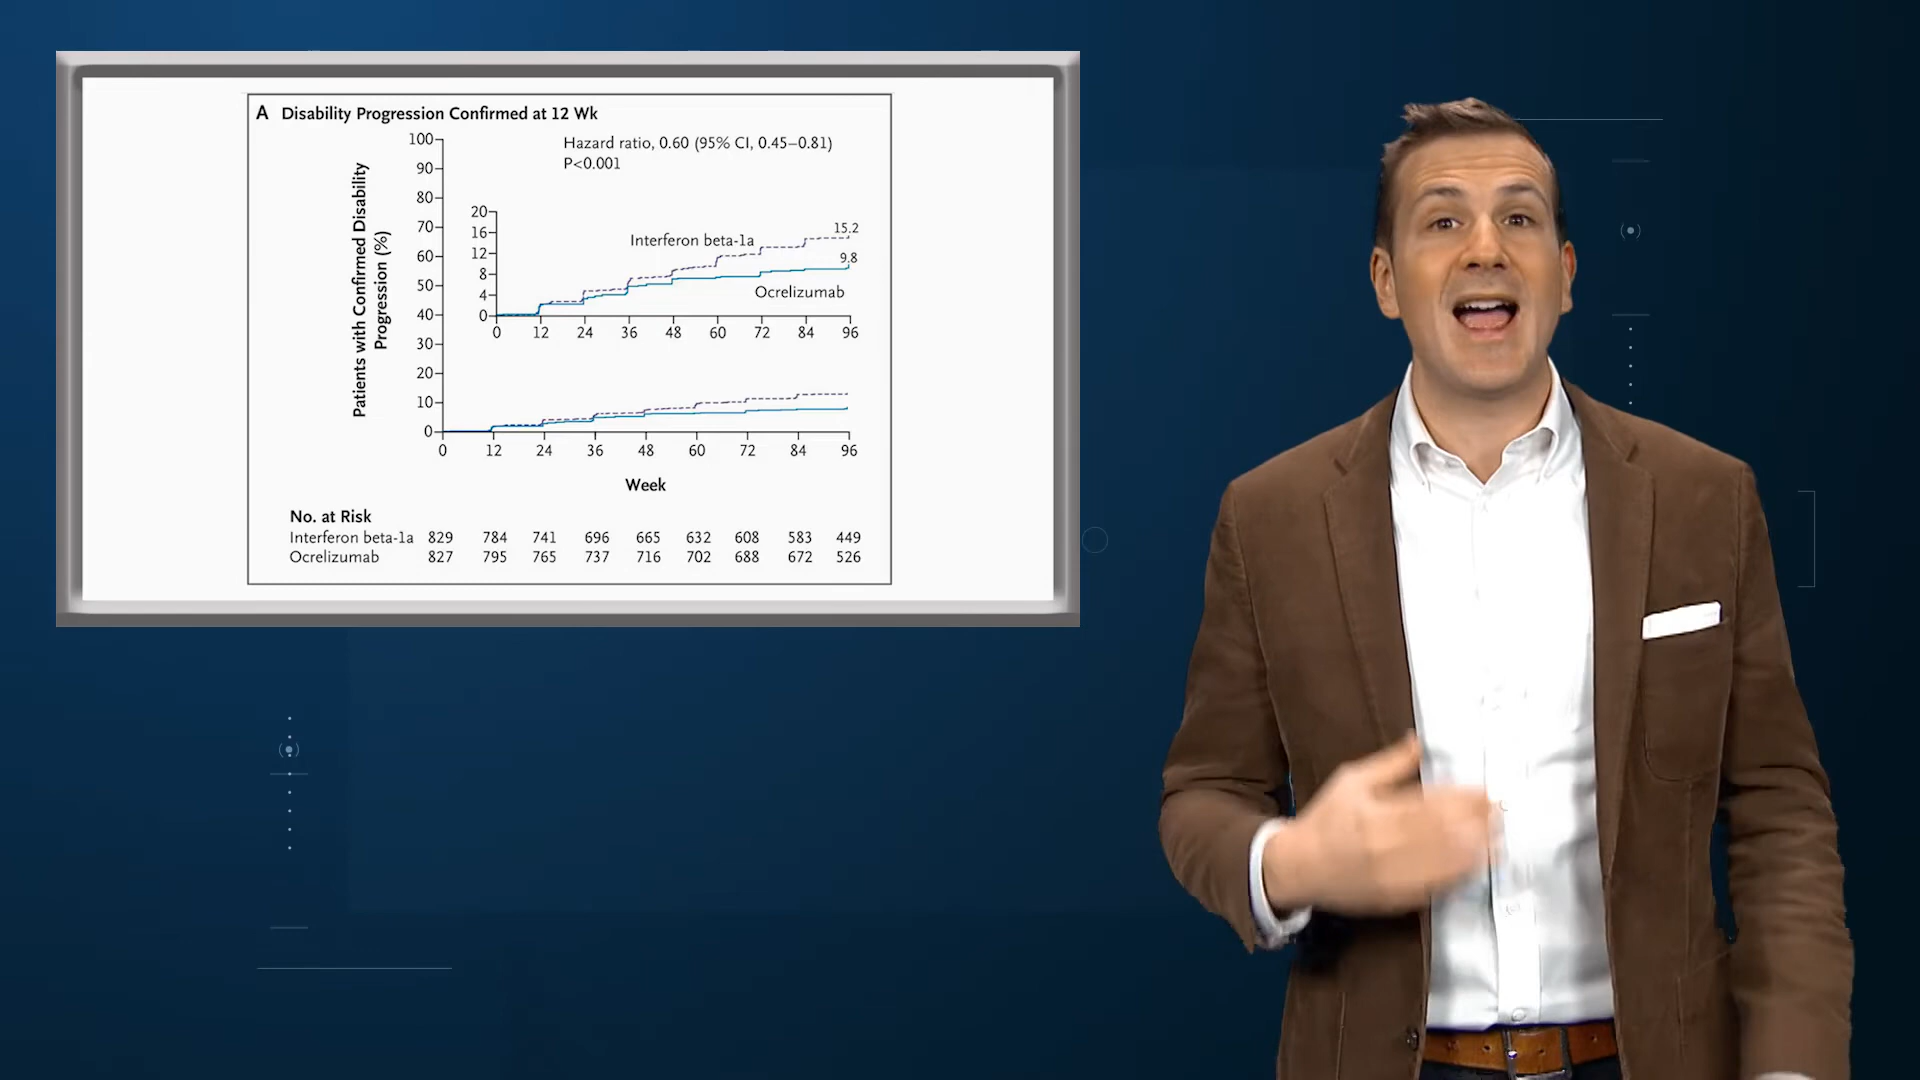 A Disability Progression Confirmed at 12 Wk
Hazard ratio, 0.60 (95% CI, 0.45–0.81)
P<0.001
Patients with Confirmed Disability
Progression (%)
100
90
80
70
60
50
40
30
20
10
0
20
16
12
8
4
0
Interferon beta-1a
15.2
9.8
Ocrelizumab
0 12 24 36 48 60 72 84 96
0 12 24 36 48 60 72 84 96
Week
No. at Risk
Interferon beta-1a 829 784 741 696 665 632 608 583 449
Ocrelizumab 827 795 765 737 716 702 688 672 526